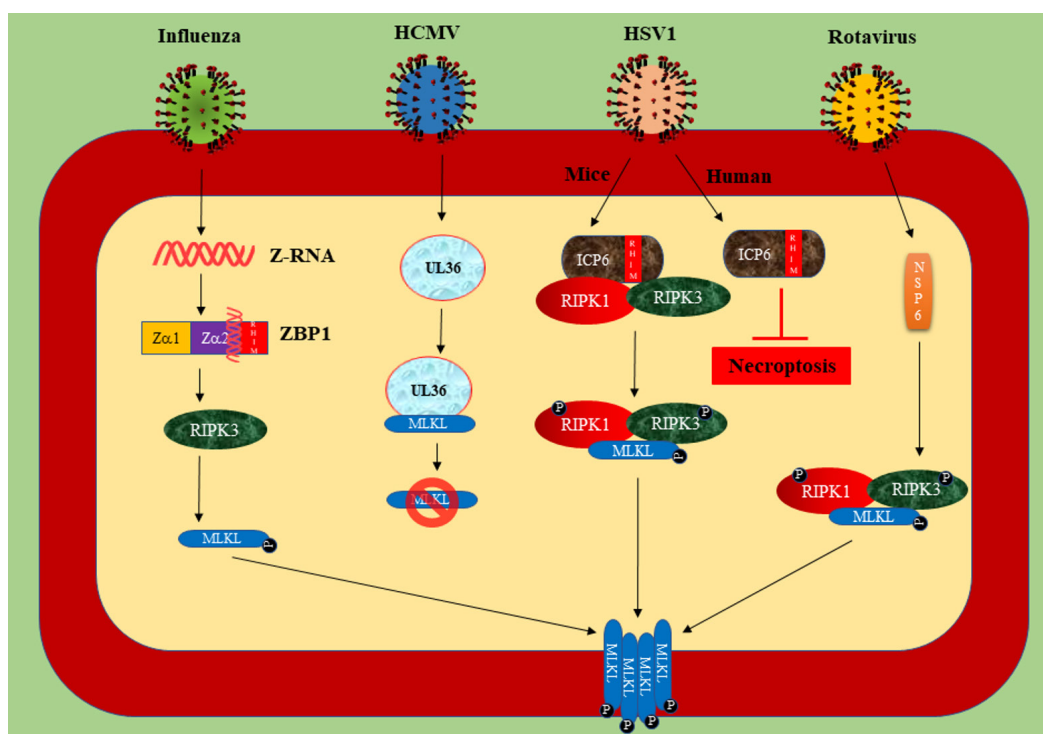 Influenza
HCMV
HSV1
Rotavirus
Mice
Human
Z-RNA
UL36
ICP6
RHIM
RIPK1
RIPK3
ICP6
RHIM
NSP6
Zα1
Zα2
RHIM
ZBP1
Necroptosis
RIPK3
UL36
MLKL
P
RIPK1
P
RIPK3
MLKL
P
MLKL
P
RIPK1
P
RIPK3
MLKL
P
MLKL
P
MLKL
MLKL
MLKL
MLKL
P
P
P
P